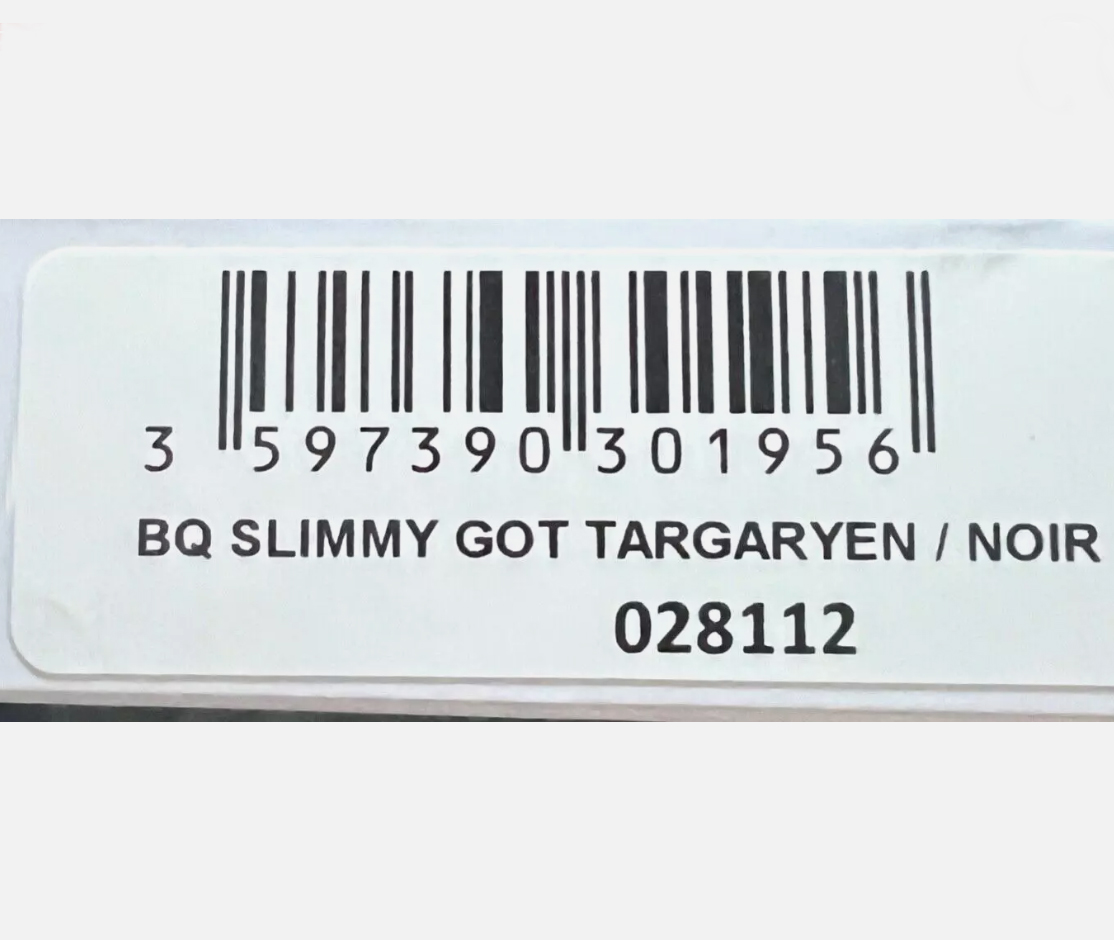 3 597390 301956
BQ SLIMMY GOT TARGARYEN / NOIR
028112